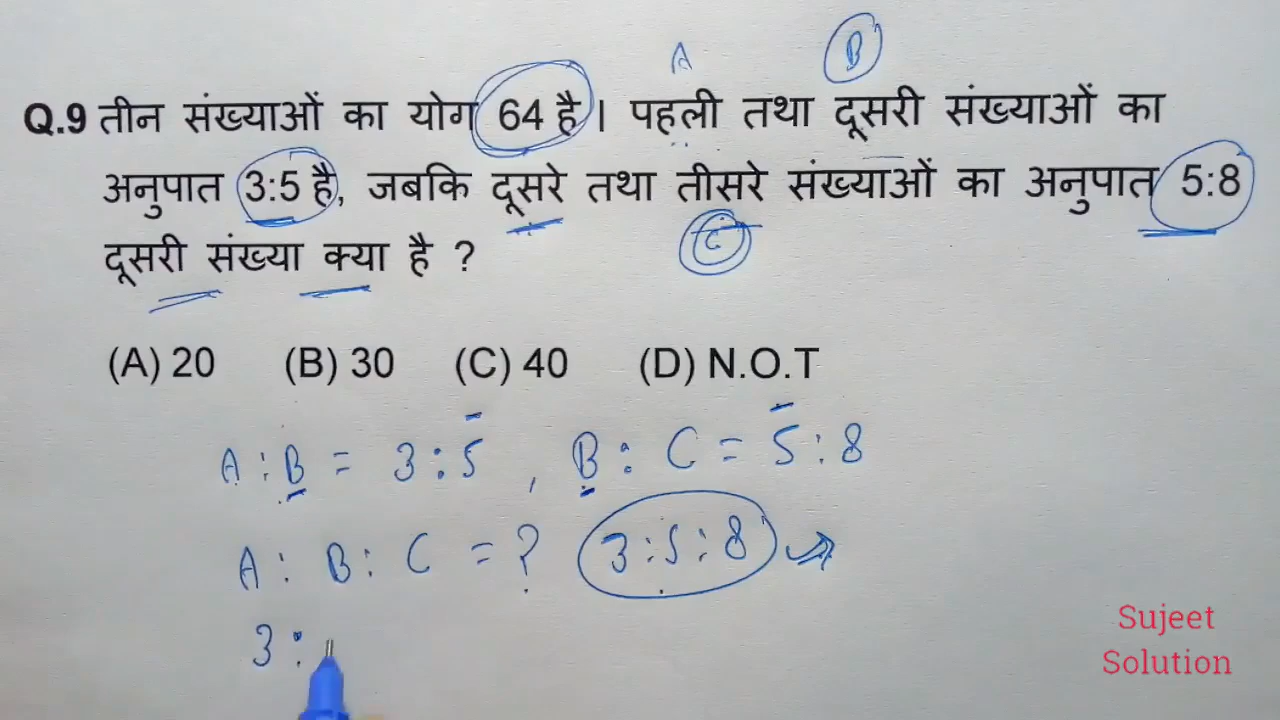 A B
Q.9 तीन संख्याओं का योग 64 है। पहली तथा दूसरी संख्याओं का
अनुपात 3:5 है, जबकि दूसरे तथा तीसरे संख्याओं का अनुपात 5:8
C
दूसरी संख्या क्या है ?
(A) 20 (B) 30 (C) 40 (D) N.O.T
A : B = 3 : 5 , B : C = 5 : 8
A : B : C = ? 3 : 5 : 8
3 :
Sujeet
Solution